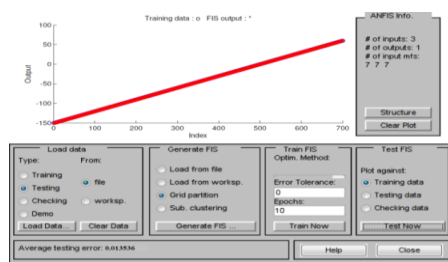 Training data : o   FIS output : *
100
50
0
-50
-100
-150
Output
0 100 200 300 400 500 600 700
Index
ANFIS Info.
# of inputs: 3
# of outputs: 1
# of input mfs:
7 7 7
Structure
Clear Plot
Load data
Type: From:
Training
Testing
Checking
Demo
file
worksp.
Load Data... Clear Data
Generate FIS
Load from file
Load from worksp.
Grid partition
Sub. clustering
Generate FIS ...
Train FIS
Optim. Method:
Error Tolerance:
0
Epochs:
10
Train Now
Test FIS
Plot against:
Training data
Testing data
Checking data
Test Now
Average testing error: 0.013536
Help Close